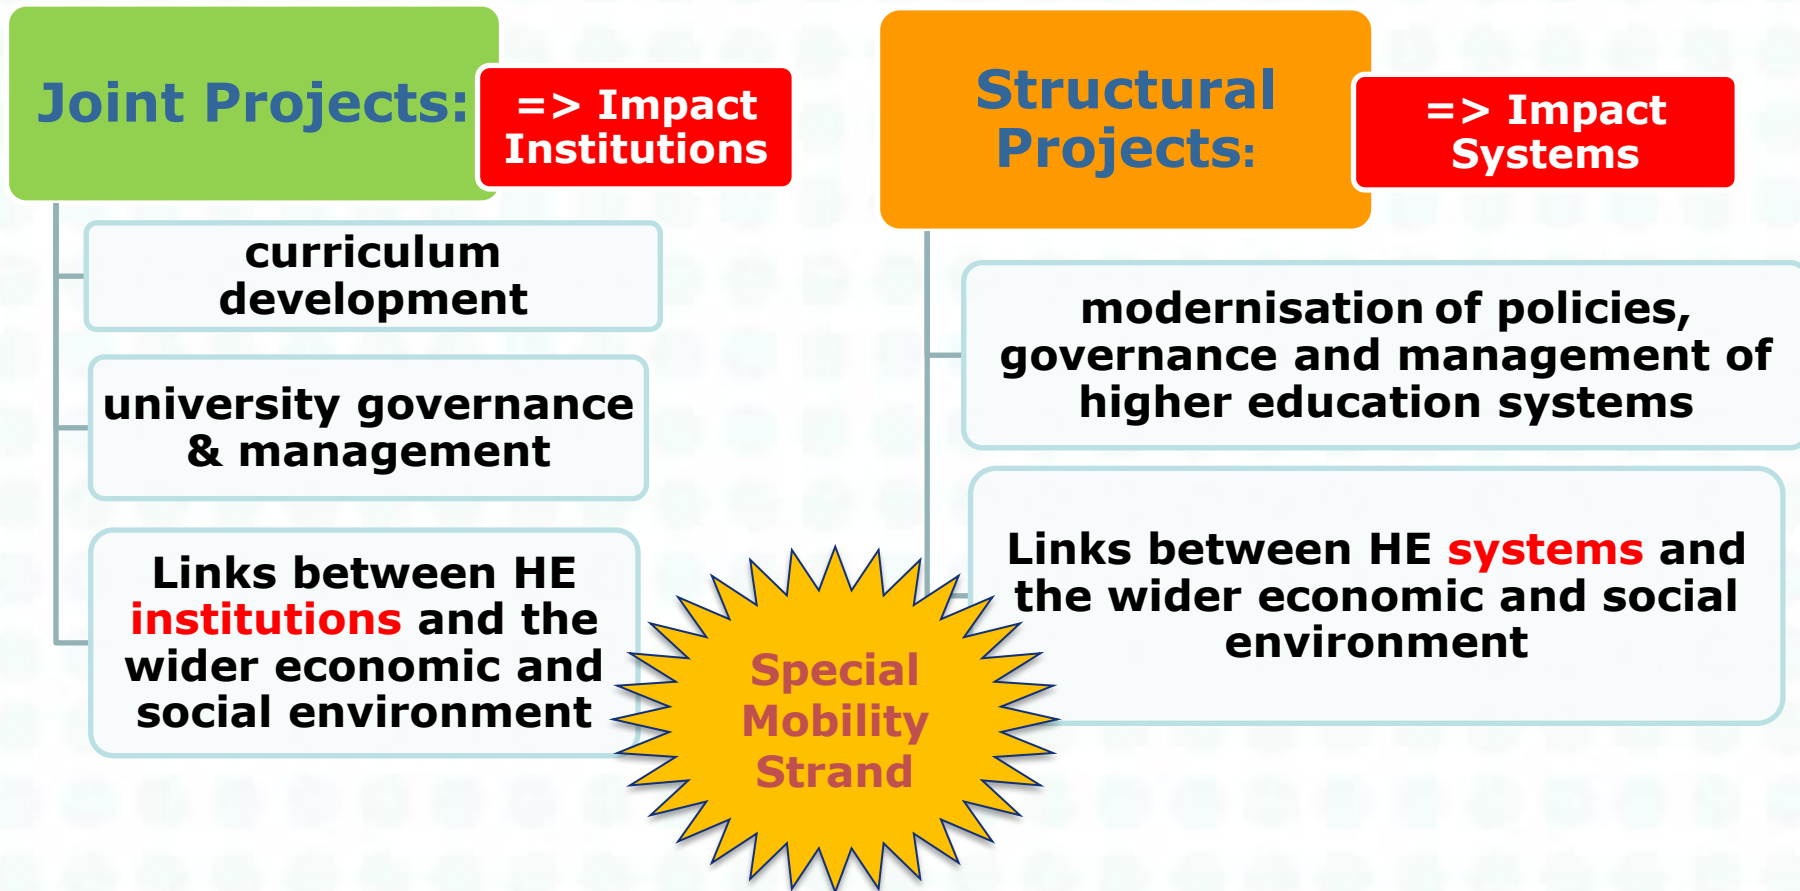 Joint Projects:
=> Impact
Institutions
curriculum
development
university governance
& management
Links between HE
institutions and the
wider economic and
social environment
Structural
Projects:
=> Impact
Systems
modernisation of policies,
governance and management of
higher education systems
Links between HE systems and
the wider economic and social
environment
Special
Mobility
Strand